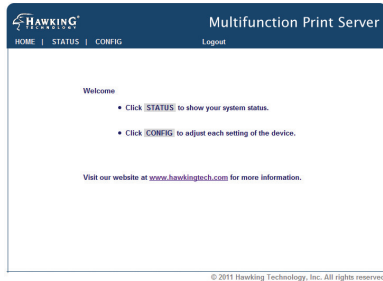 HAWKING
TECHNOLOGY
Multifunction Print Server
HOME | STATUS | CONFIG
Logout
Welcome
• Click STATUS to show your system status.
• Click CONFIG to adjust each setting of the device.
Visit our website at www.hawkingtech.com for more information.
© 2011 Hawking Technology, Inc. All rights reserved